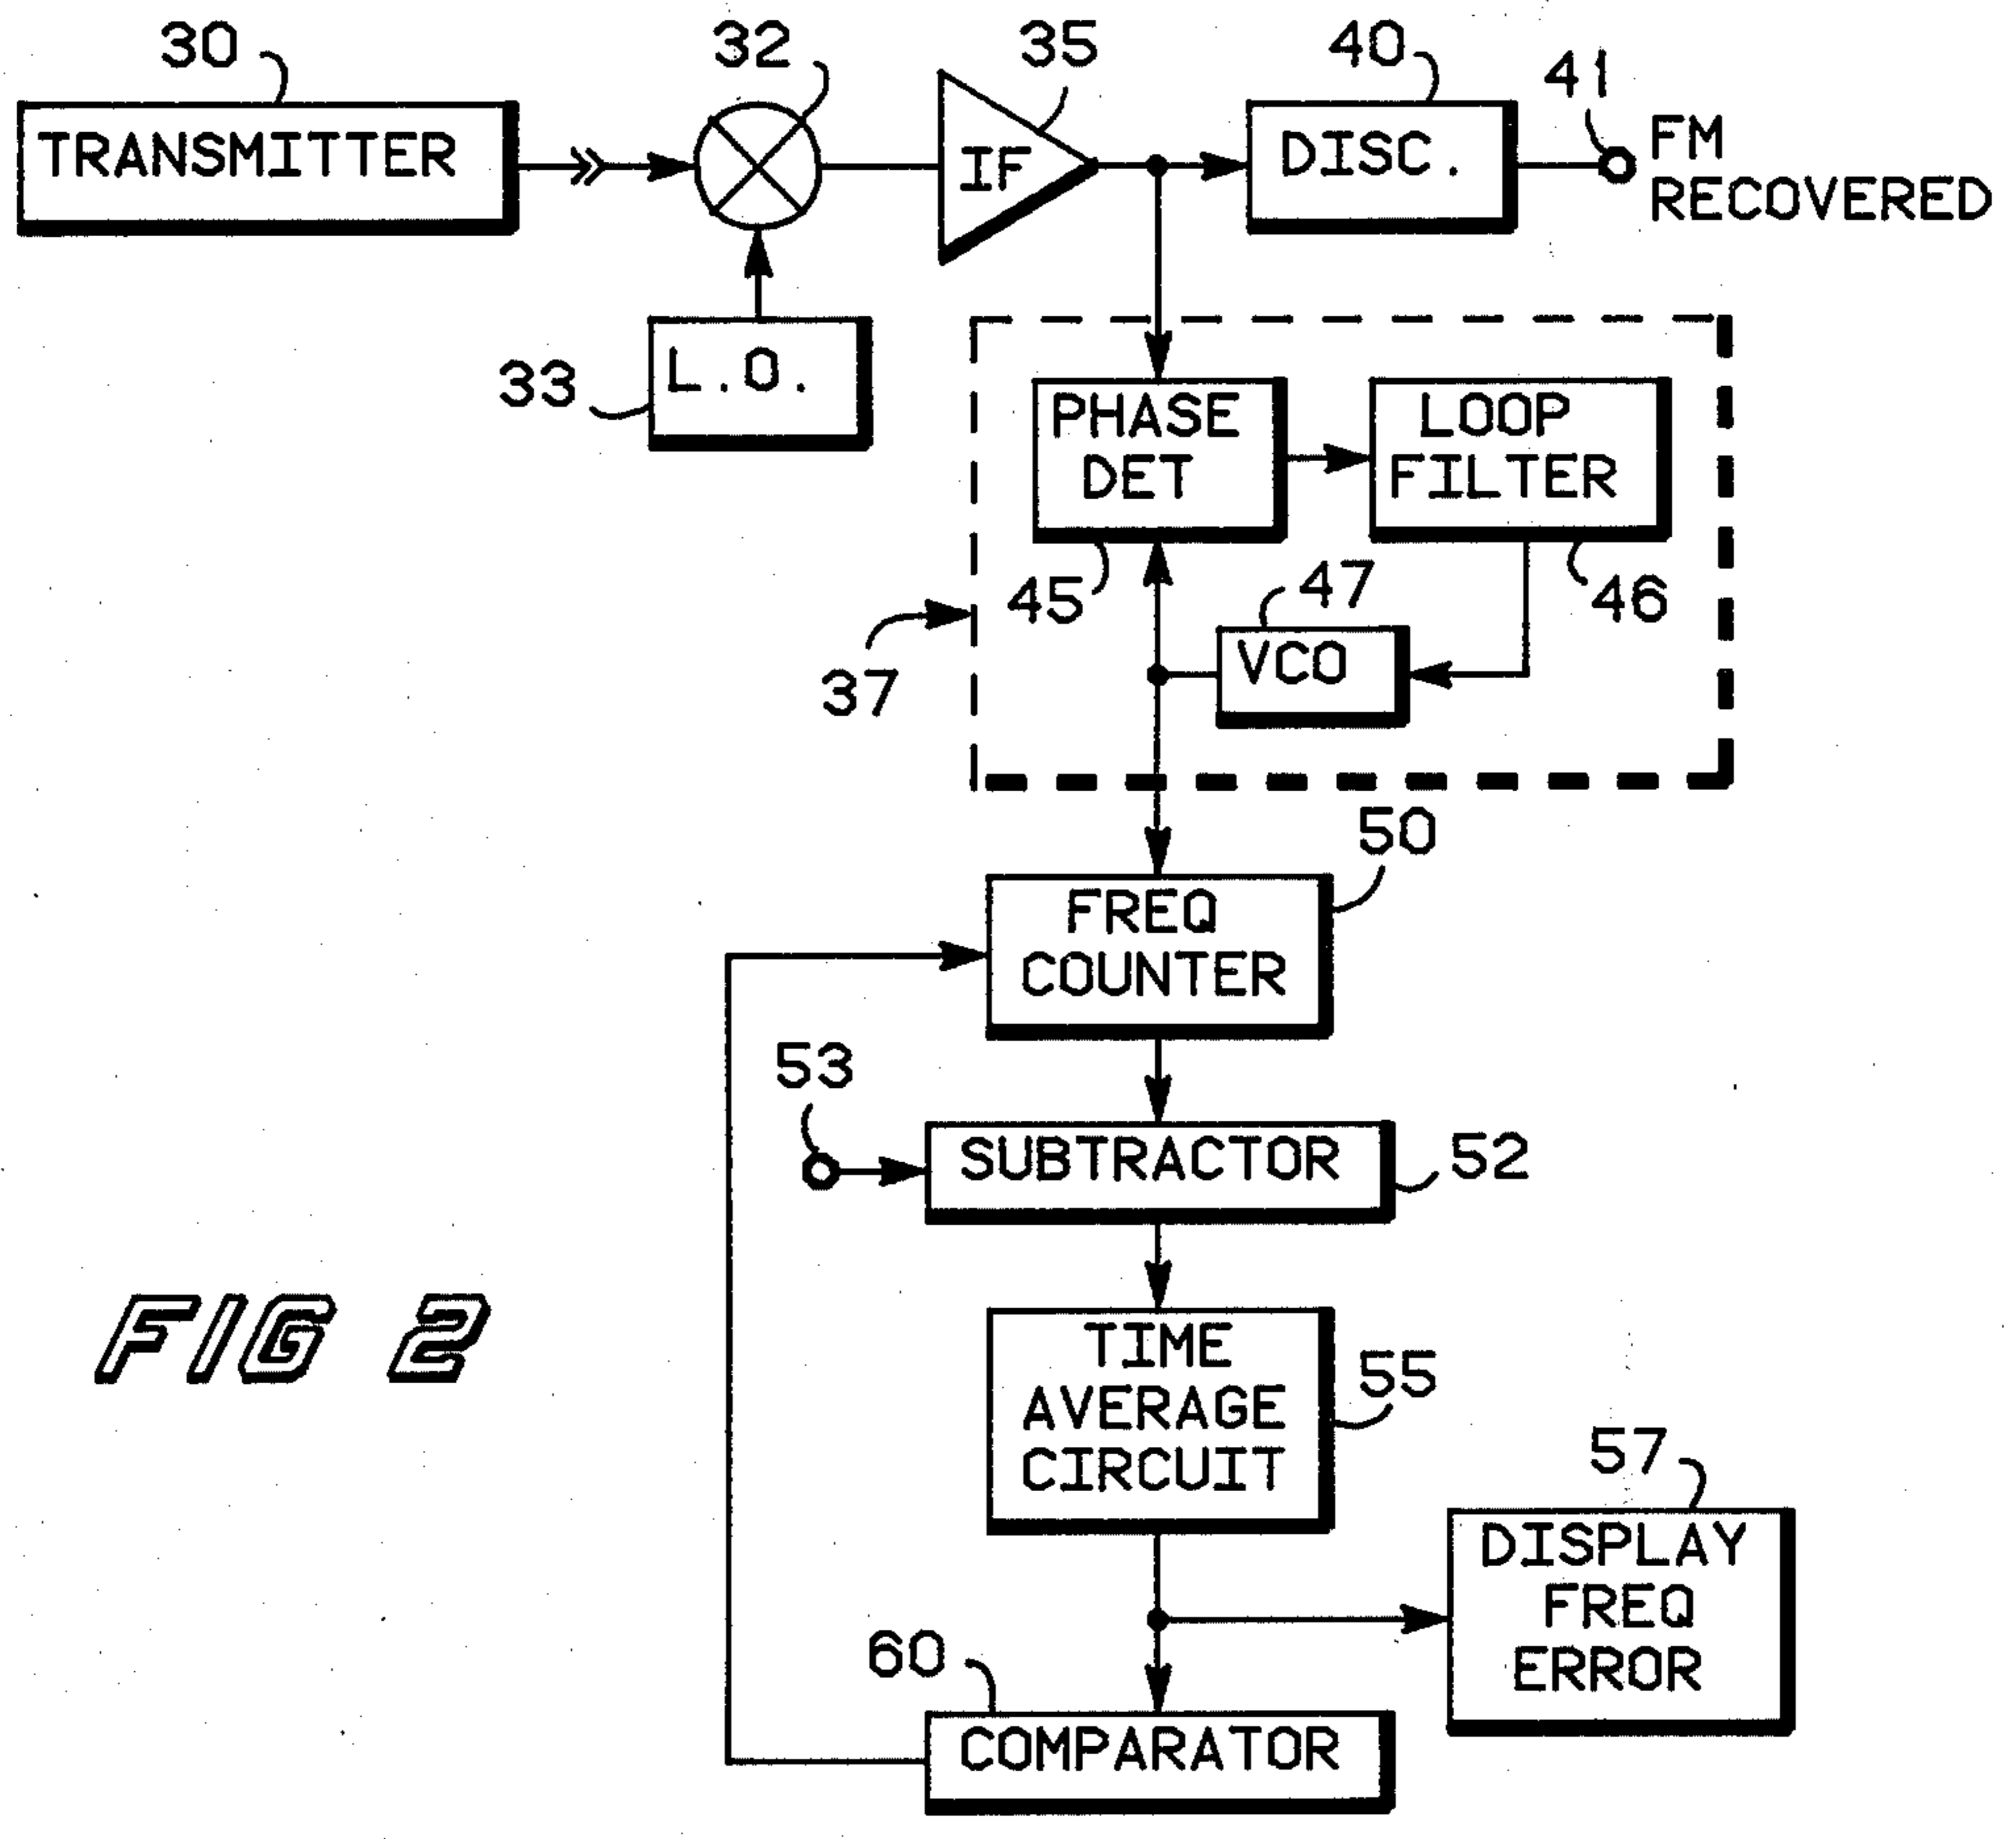 30
32
35
40
41
TRANSMITTER
IF
DISC.
FM
RECOVERED
33
L.O.
PHASE
DET
LOOP
FILTER
45
47
46
VCO
37
50
FREQ
COUNTER
53
SUBTRACTOR
52
FIG 2
TIME
AVERAGE
CIRCUIT
55
57
DISPLAY
FREQ
ERROR
60
COMPARATOR